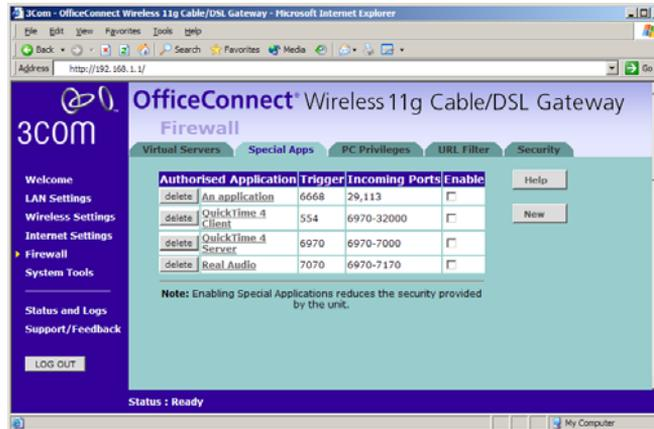 3Com - OfficeConnect Wireless 11g Cable/DSL Gateway - Microsoft Internet Explorer
File Edit View Favorites Tools Help
Back Search Favorites Media
Address http://192.168.1.1/ Go
3com
OfficeConnect® Wireless 11g Cable/DSL Gateway
Firewall
Virtual Servers Special Apps PC Privileges URL Filter Security
Welcome
LAN Settings
Wireless Settings
Internet Settings
Firewall
System Tools
Status and Logs
Support/Feedback
LOG OUT
Authorised Application Trigger Incoming Ports Enable
delete An application 6668 29,113
delete QuickTime 4 Client 554 6970-32000
delete QuickTime 4 Server 6970 6970-7000
delete Real Audio 7070 6970-7170
Note: Enabling Special Applications reduces the security provided
by the unit.
Help
New
Status : Ready
My Computer